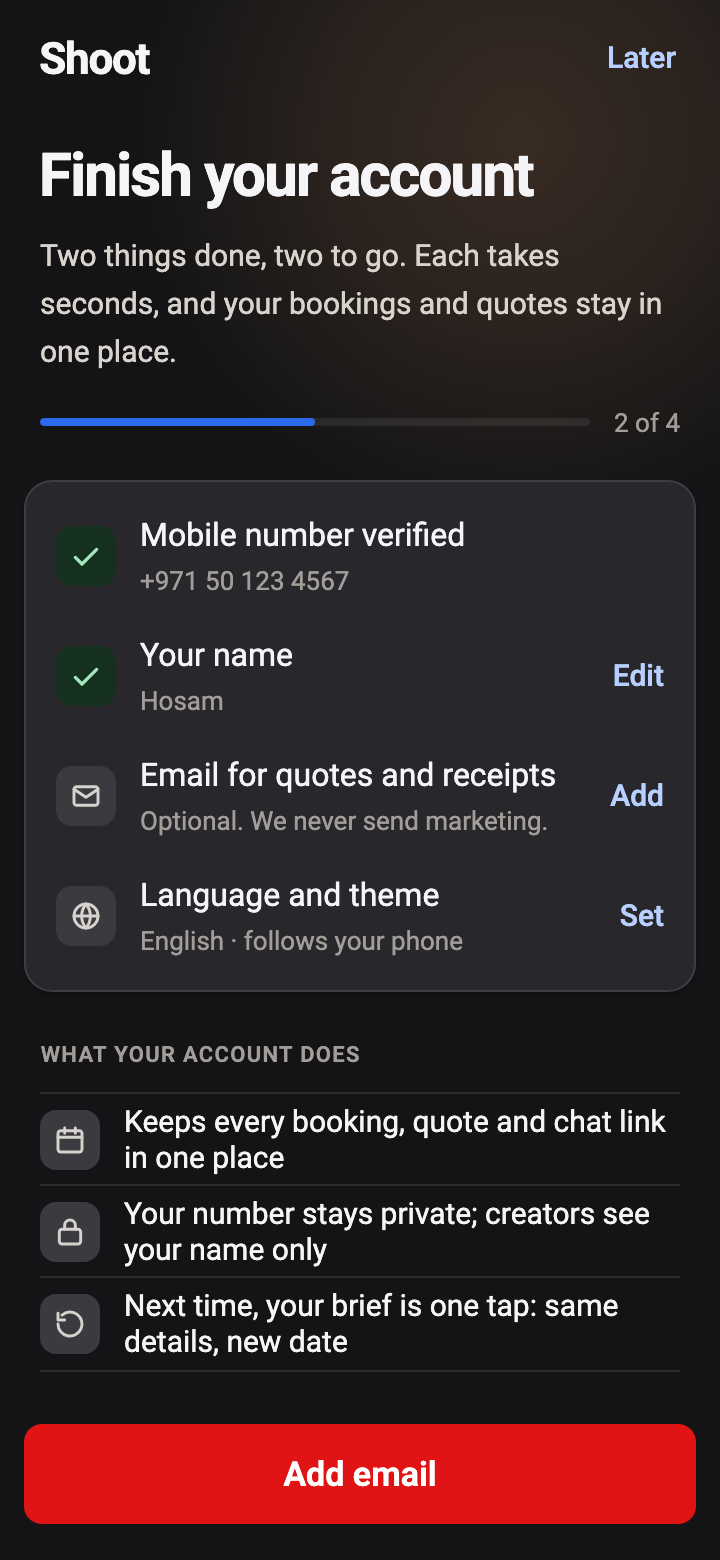 Shoot
Later
Finish your account
Two things done, two to go. Each takes
seconds, and your bookings and quotes stay in
one place.
2 of 4
Mobile number verified
+971 50 123 4567
Your name
Hosam
Edit
Email for quotes and receipts
Optional. We never send marketing.
Add
Language and theme
English · follows your phone
Set
WHAT YOUR ACCOUNT DOES
Keeps every booking, quote and chat link
in one place
Your number stays private; creators see
your name only
Next time, your brief is one tap: same
details, new date
Add email